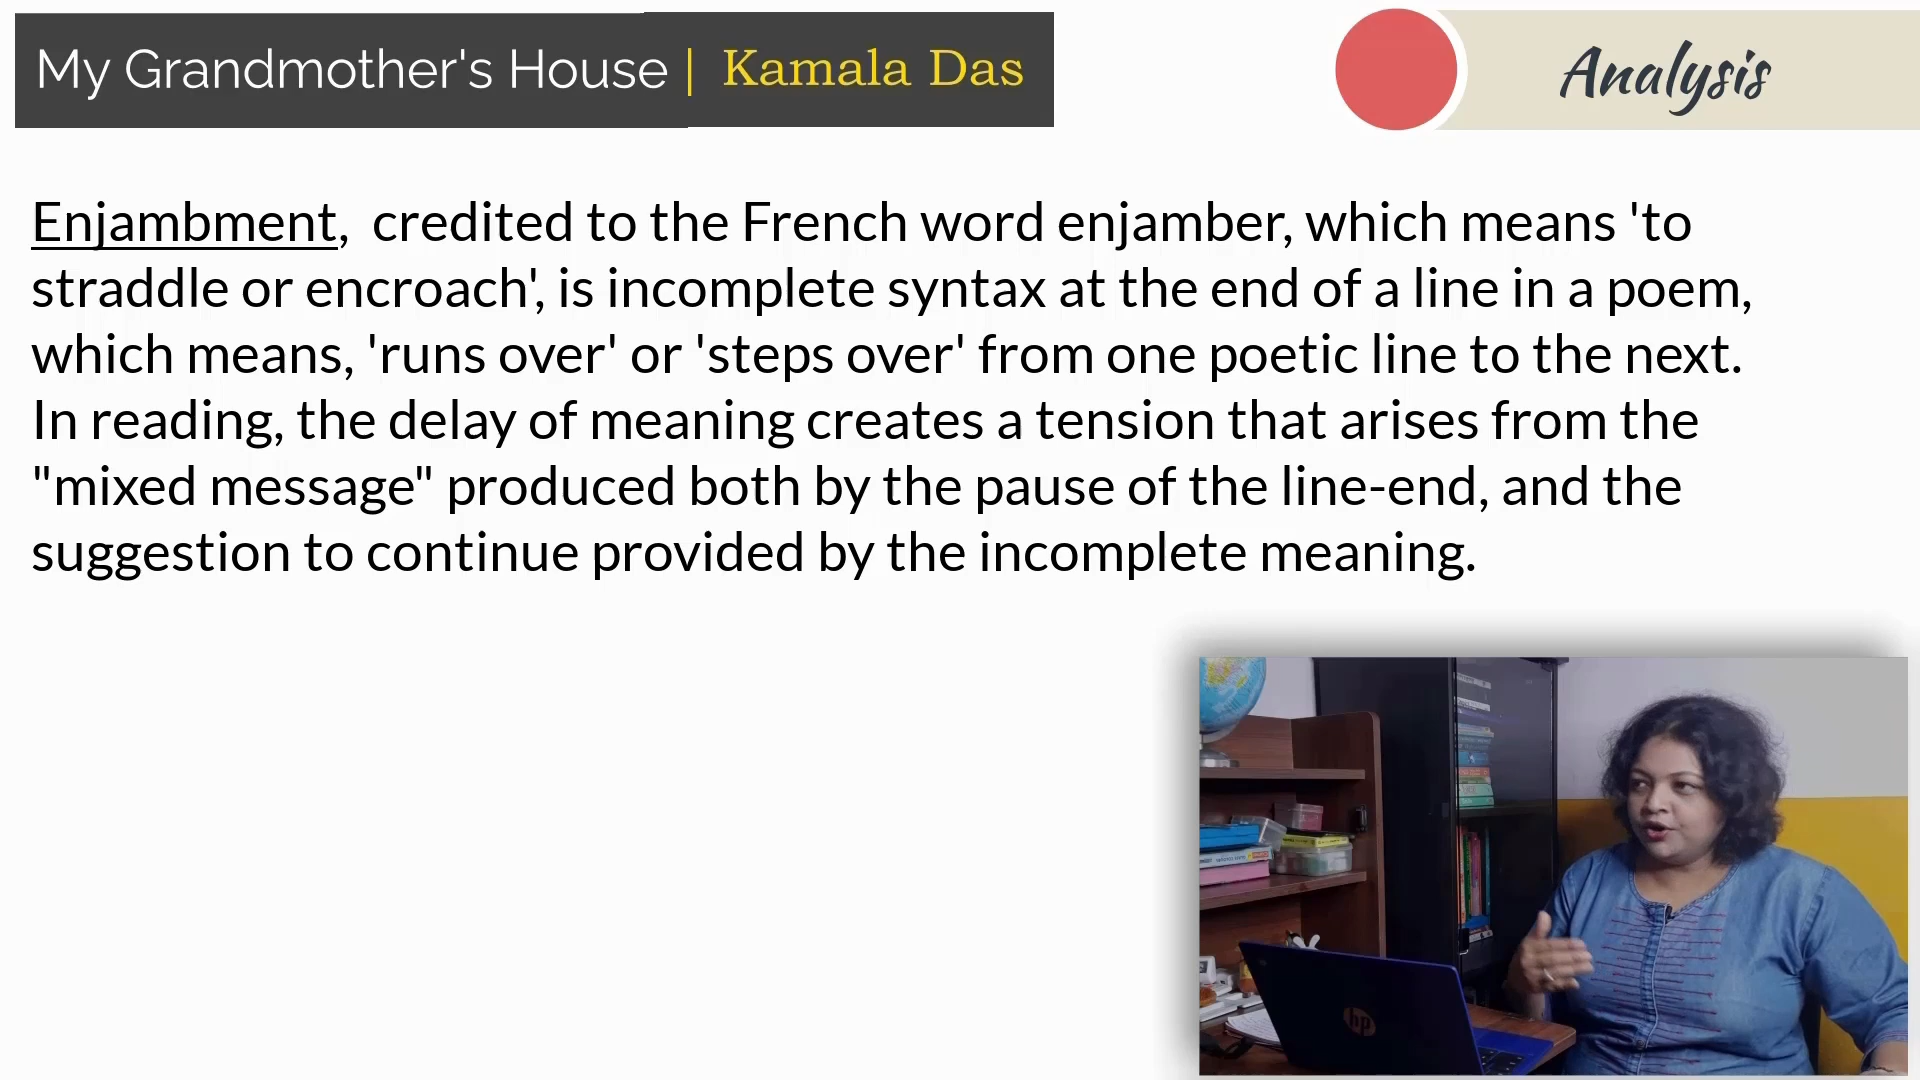 My Grandmother's House | Kamala Das
Analysis
Enjambment, credited to the French word enjamber, which means 'to
straddle or encroach', is incomplete syntax at the end of a line in a poem,
which means, 'runs over' or 'steps over' from one poetic line to the next.
In reading, the delay of meaning creates a tension that arises from the
"mixed message" produced both by the pause of the line-end, and the
suggestion to continue provided by the incomplete meaning.
hp